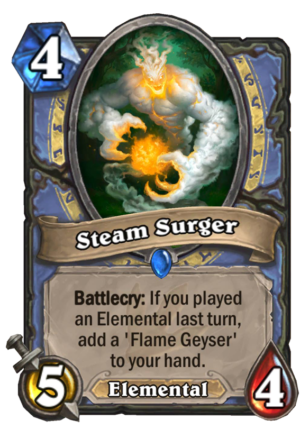 4
Steam Surger
Battlecry: If you played
an Elemental last turn,
add a 'Flame Geyser'
to your hand.
5
Elemental
4